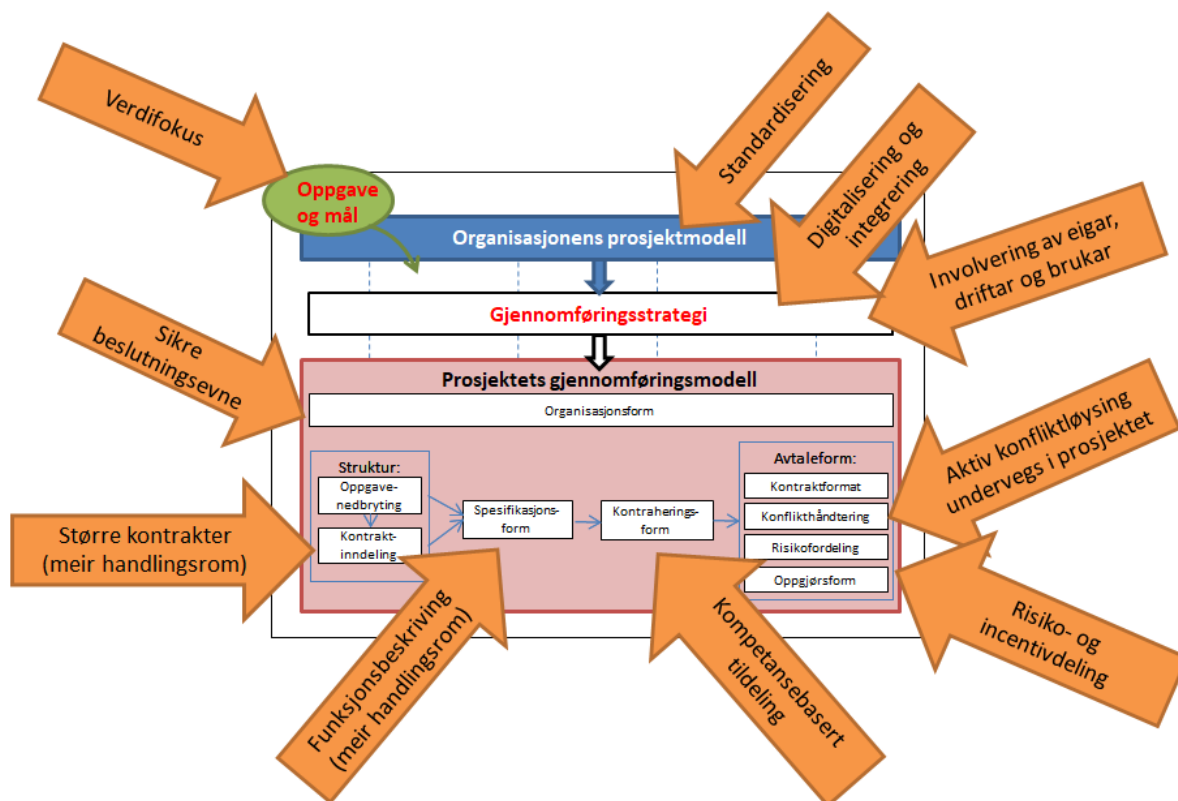 Verdifokus
Standardisering
Digitalisering og
integrering
Involvering av eigar,
driftar og brukar
Oppgave
og mål
Organisasjonens prosjektmodell
Gjennomføringsstrategi
Sikre
beslutningsevne
Prosjektets gjennomføringsmodell
Organisasjonsform
Aktiv konfliktløysing
undervegs i prosjektet
Struktur:
Oppgave-
nedbryting
Kontrakt-
inndeling
Spesifikasjons-
form
Kontraherings-
form
Avtaleform:
Kontraktformat
Konflikthåndtering
Risikofordeling
Oppgjørsform
Større kontrakter
(meir handlingsrom)
Funksjonsbeskriving
(meir handlingsrom)
Kompetansebasert
tildeling
Risiko- og
incentivdeling